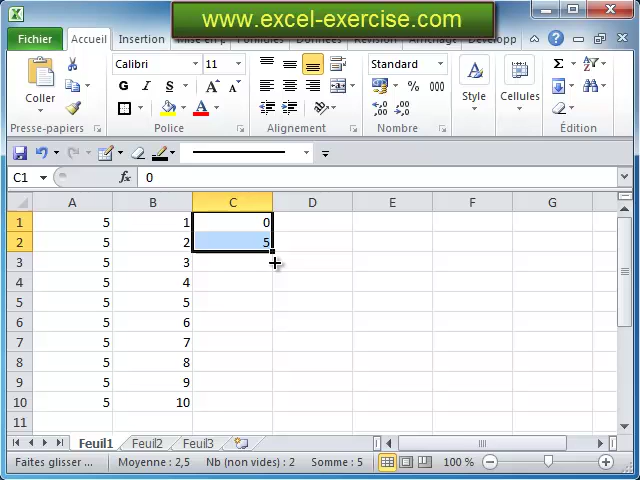 www.excel-exercise.com
Fichier Accueil Insertion Affichage Développ
Coller
Calibri 11
G I S
A A
A
Standard
% 000
Style
Cellules
Σ
Presse-papiers Police Alignement Nombre Édition
C1 fx 0
A B C D E F G
1 5 1 0
2 5 2 5
3 5 3
4 5 4
5 5 5
6 5 6
7 5 7
8 5 8
9 5 9
10 5 10
11
Feuil1 Feuil2 Feuil3
Faites glisser ... Moyenne : 2,5 Nb (non vides) : 2 Somme : 5 100 %